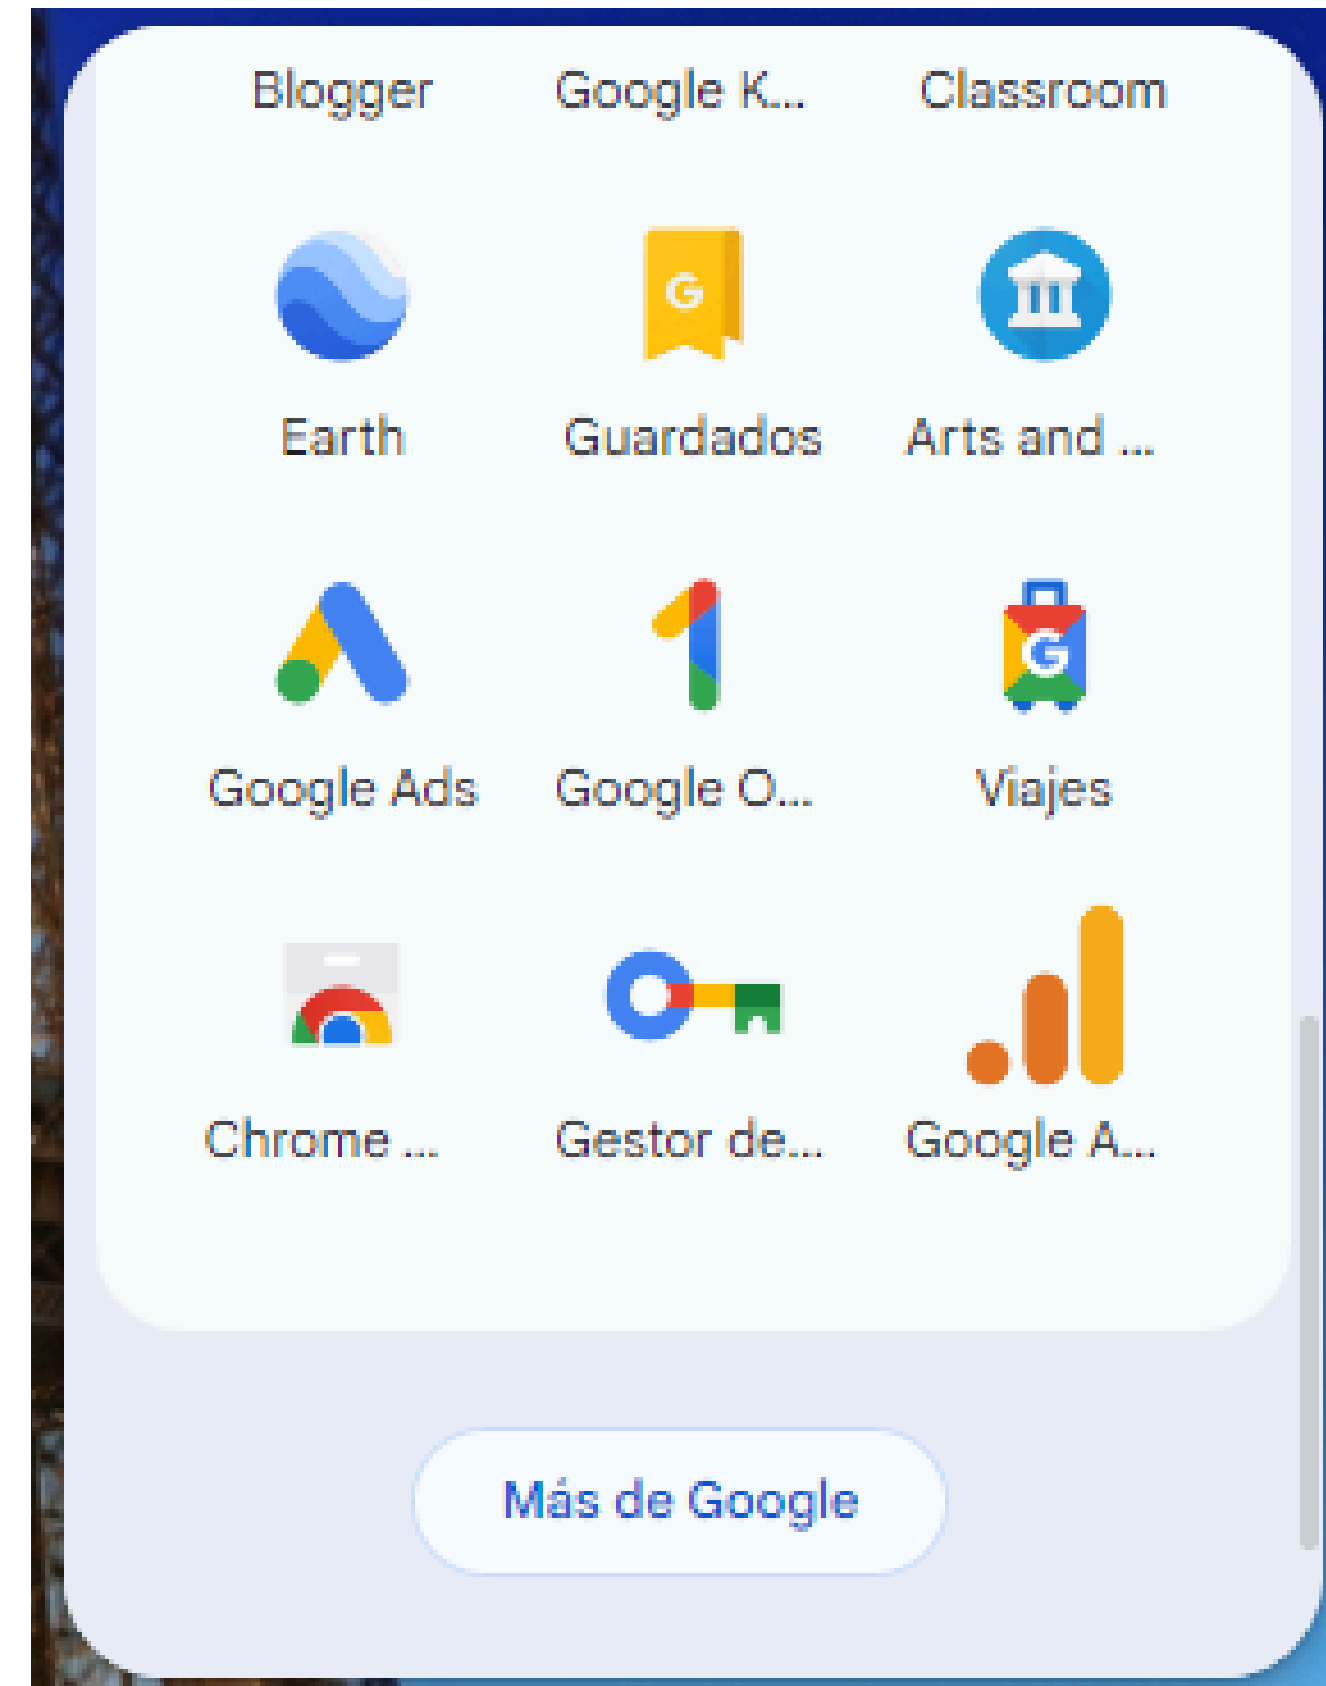 Blogger Google K... Classroom
G
Earth Guardados Arts and ...
G
Google Ads Google O... Viajes
Chrome ... Gestor de... Google A...
Más de Google